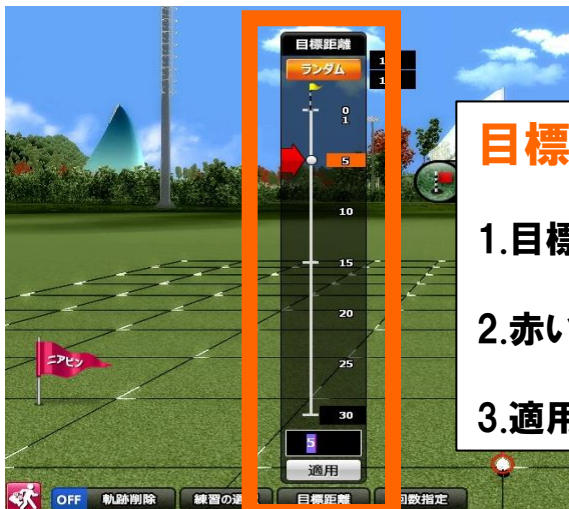 目標距離
ランダム
0
1
5
10
15
20
25
30
5
適用
ニアピン
OFF
軌跡削除
練習の
目標距離
回数指定
目標
1.目標
2.赤い
3.適用